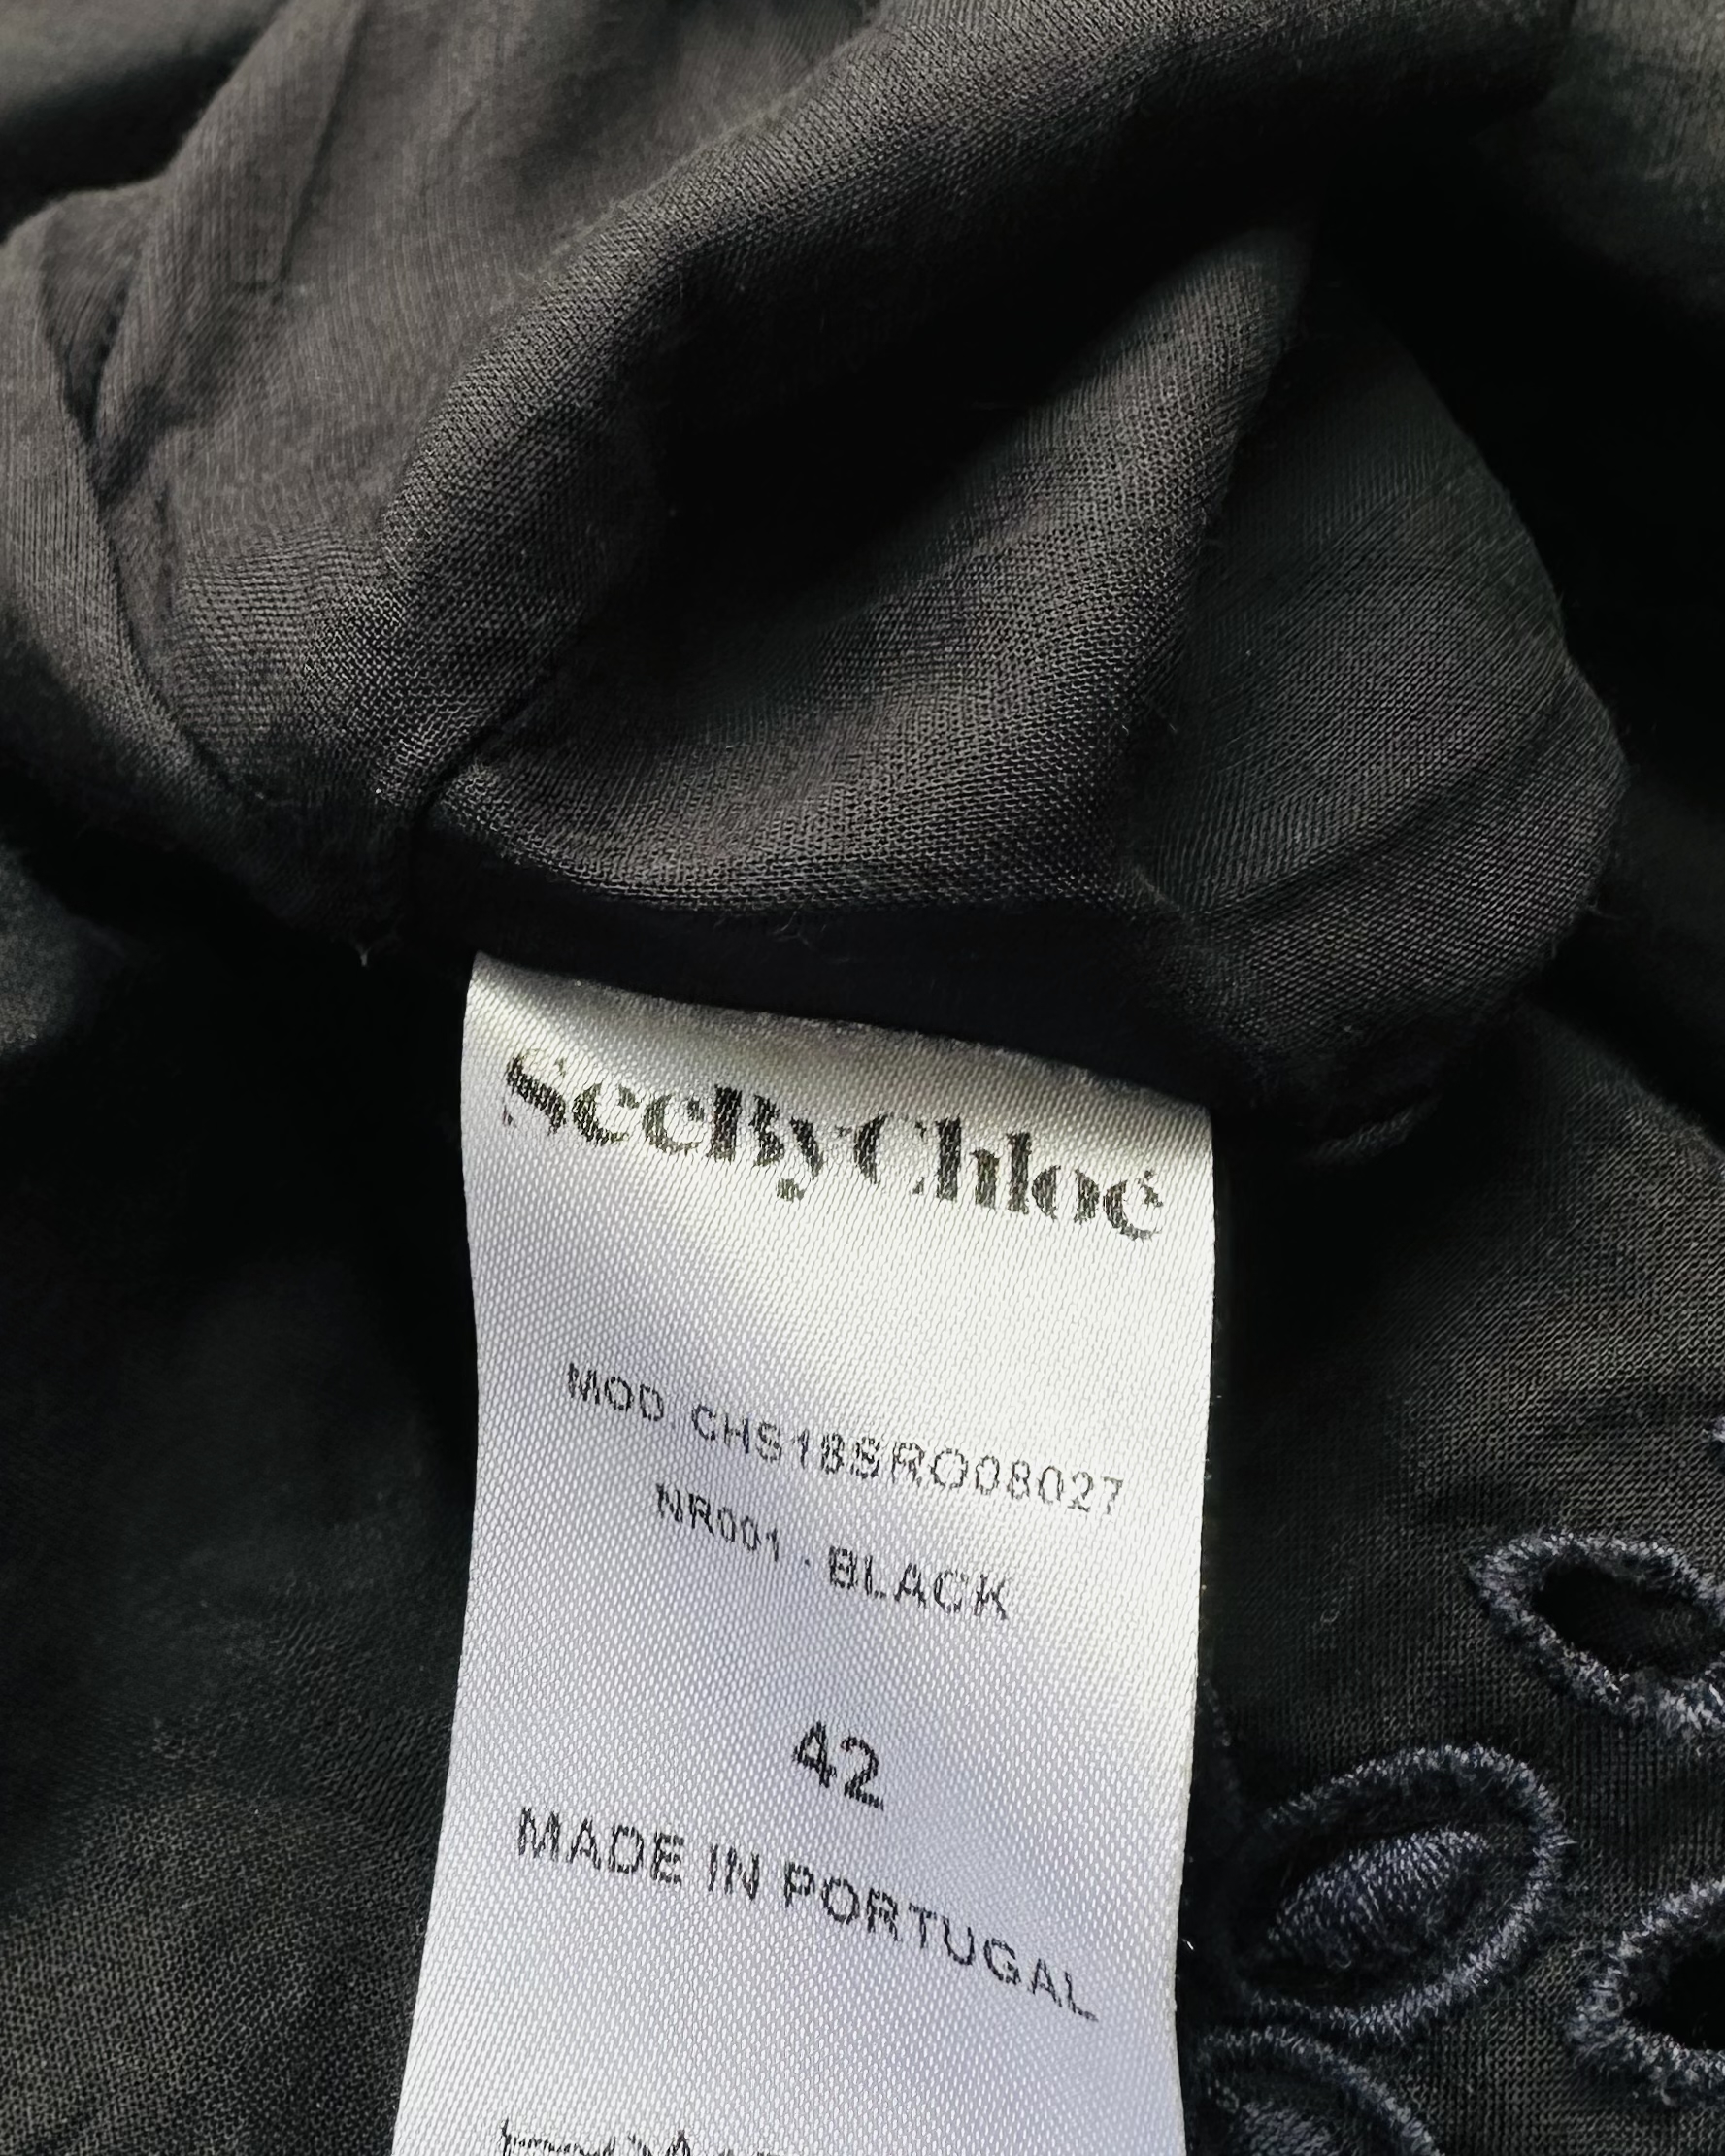 SeeByChloé
MOD CHS18SRO08027
NR001 - BLACK
42
MADE IN PORTUGAL